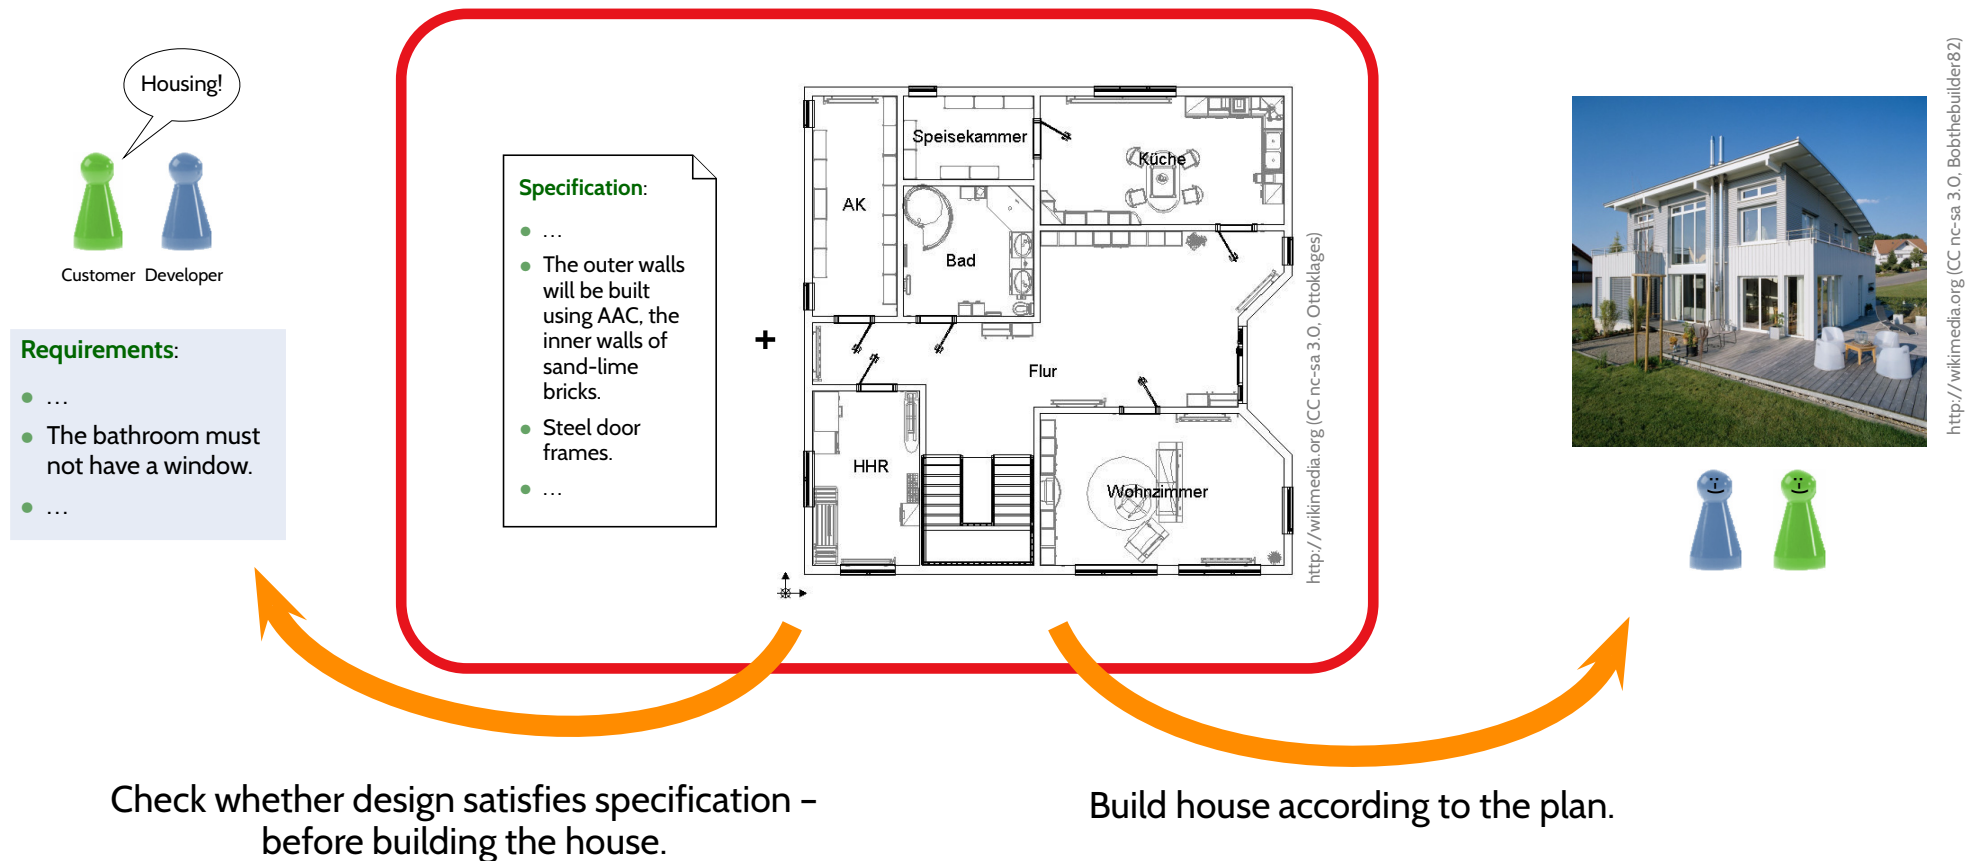 Housing!
Customer Developer
Requirements:
• …
• The bathroom must
not have a window.
• …
Specification:
• …
• The outer walls
will be built
using AAC, the
inner walls of
sand-lime
bricks.
• Steel door
frames.
• …
+
AK
Speisekammer
Küche
Bad
Flur
HHR
Wohnzimmer
http://wikimedia.org (CC nc-sa 3.0, Ottoklages)
http://wikimedia.org (CC nc-sa 3.0, Bobthebuilder82)
Check whether design satisfies specification –
before building the house.
Build house according to the plan.